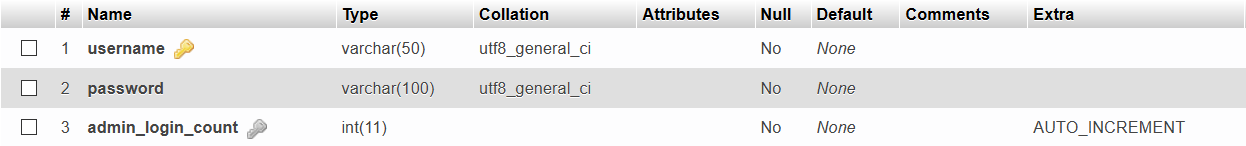 # Name Type Collation Attributes Null Default Comments Extra
1 username varchar(50) utf8_general_ci No None
2 password varchar(100) utf8_general_ci No None
3 admin_login_count int(11) No None AUTO_INCREMENT